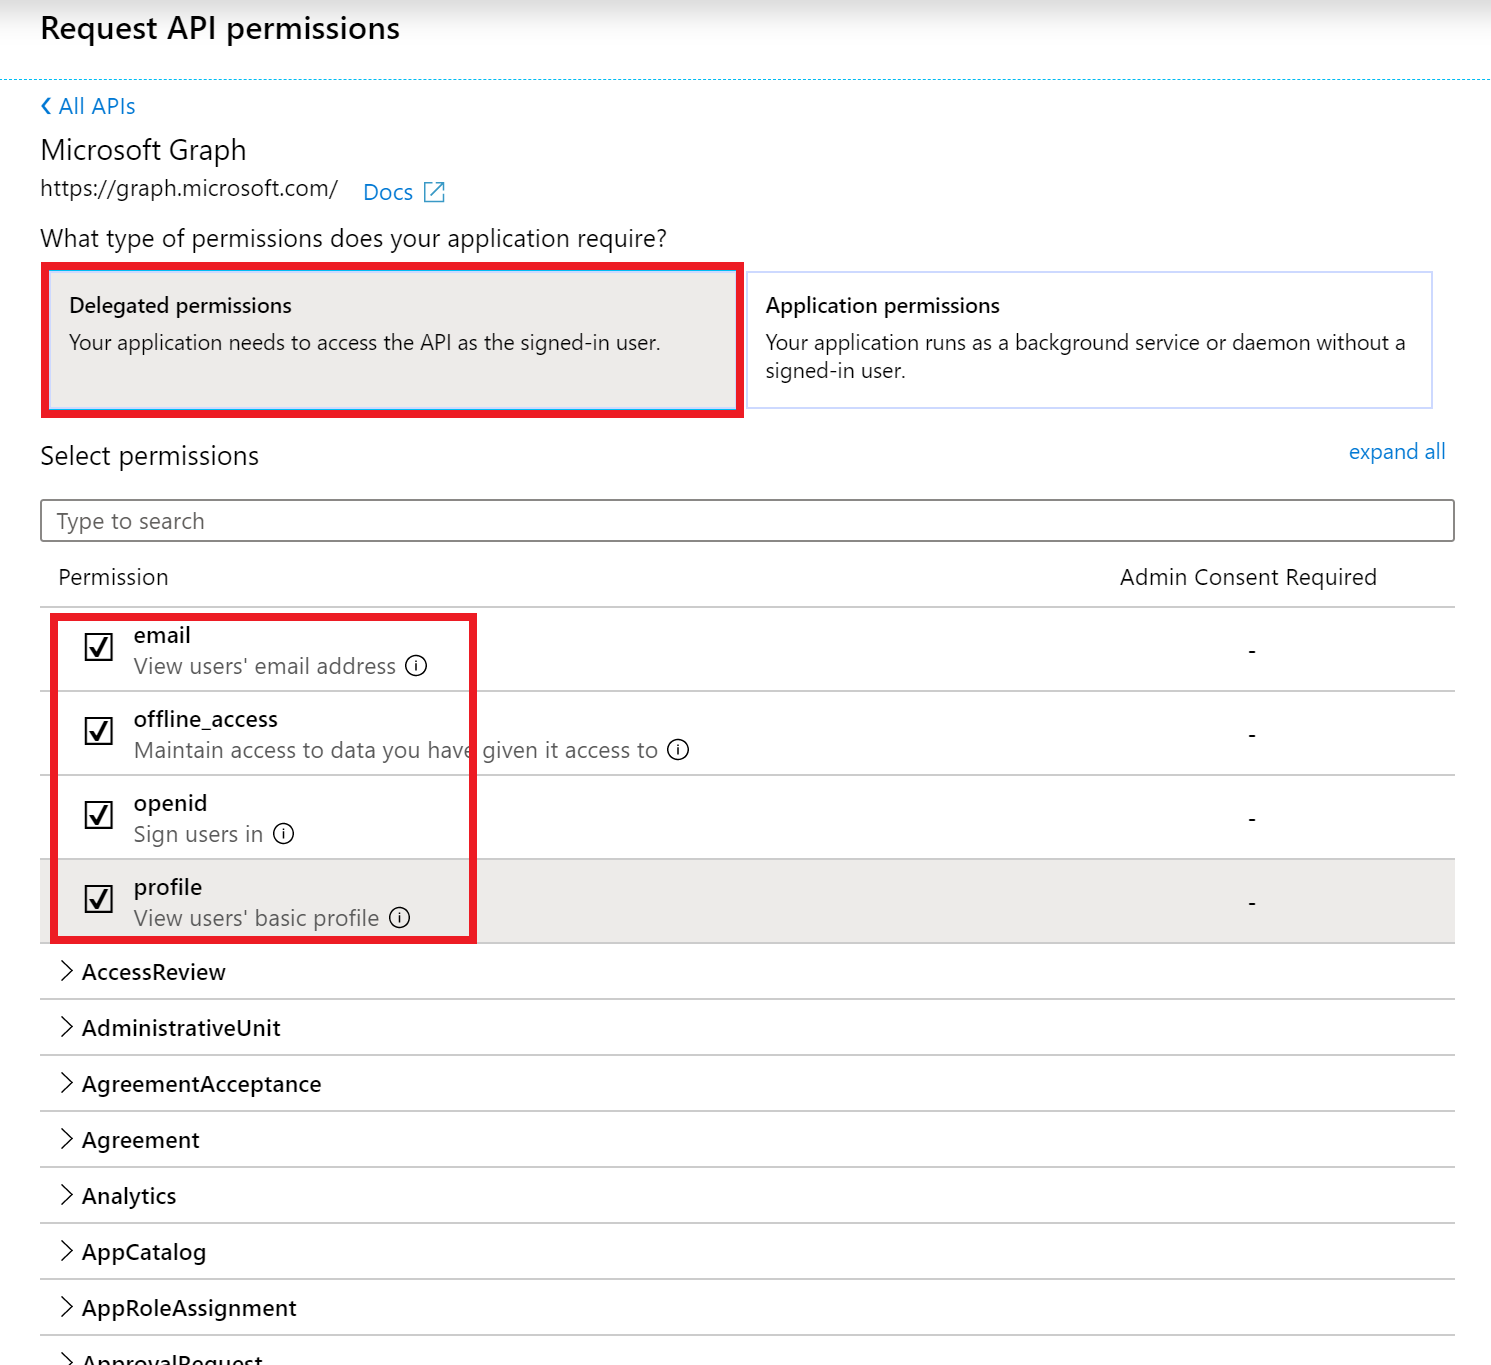 Request API permissions
All APIs
Microsoft Graph
https://graph.microsoft.com/ Docs
What type of permissions does your application require?
Delegated permissions
Your application needs to access the API as the signed-in user.
Application permissions
Your application runs as a background service or daemon without a
signed-in user.
Select permissions
expand all
Type to search
Permission Admin Consent Required
email
View users' email address
-
offline_access
Maintain access to data you have given it access to
-
openid
Sign users in
-
profile
View users' basic profile
-
AccessReview
AdministrativeUnit
AgreementAcceptance
Agreement
Analytics
AppCatalog
AppRoleAssignment
ApprovalRequest